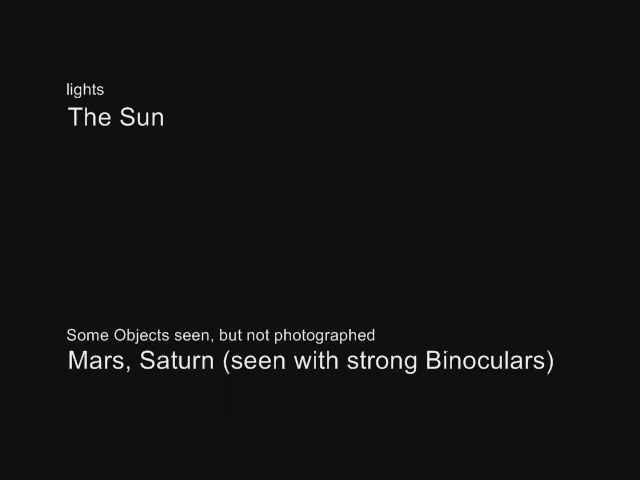 lights
The Sun
Some Objects seen, but not photographed
Mars, Saturn (seen with strong Binoculars)